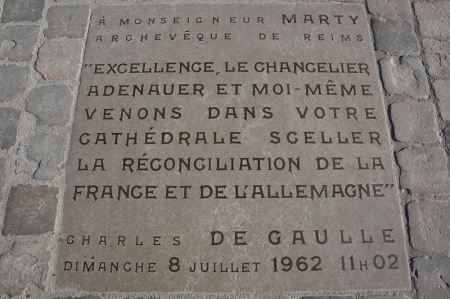 À MONSEIGNEUR MARTY
ARCHEVÊQUE DE REIMS
"EXCELLENCE, LE CHANCELIER
ADENAUER ET MOI-MÊME
VENONS DANS VOTRE
CATHÉDRALE SCELLER
LA RÉCONCILIATION DE LA
FRANCE ET DE L'ALLEMAGNE"
CHARLES DE GAULLE
DIMANCHE 8 JUILLET 1962 11H02